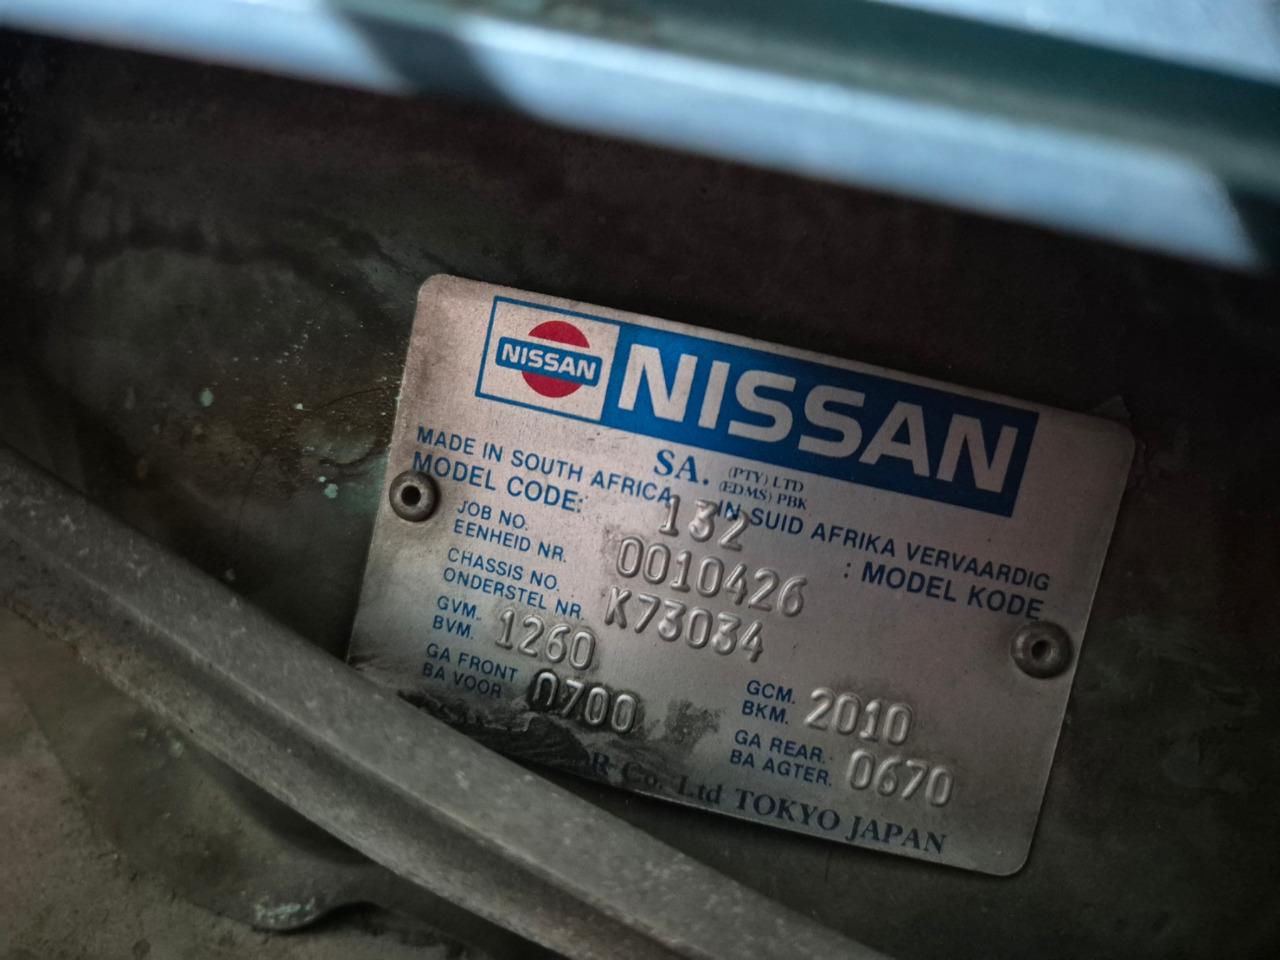 NISSAN NISSAN
SA. (PTY) LTD
(EDMS) PBK
MADE IN SOUTH AFRICA IN SUID AFRIKA VERVAARDIG
MODEL CODE: 132 : MODEL KODE
JOB NO.
EENHEID NR. 0010426
CHASSIS NO.
ONDERSTEL NR. K73034
GVM.
BVM. 1260
GCM.
BKM. 2010
GA FRONT
BA VOOR 0700
GA REAR.
BA AGTER. 0670
Co. Ltd TOKYO JAPAN